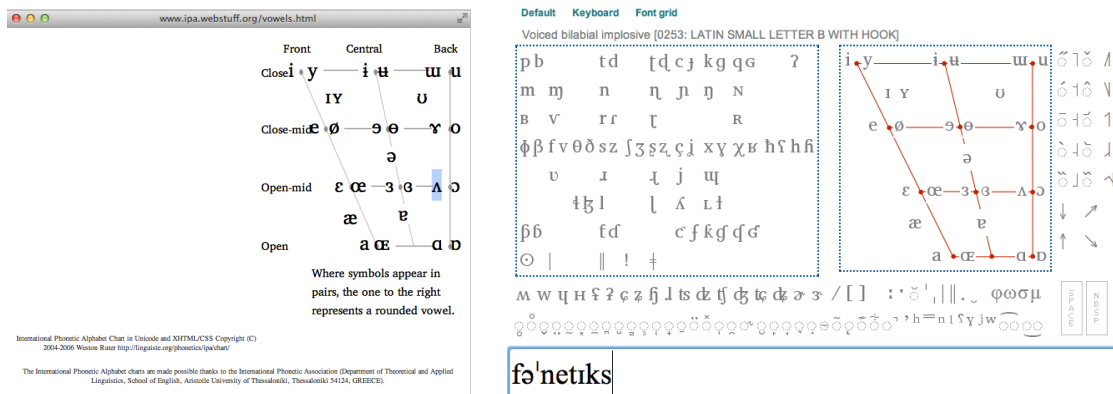 www.ipa.webstuff.org/vowels.html
Front Central Back
Close i y ɨ ʉ ɯ u
ɪ ʏ ʊ
Close-mid e ø ɘ ɵ ɤ o
ə
Open-mid ɛ œ ɜ ɞ ʌ ɔ
æ ɐ
Open a ɶ ɑ ɒ
Where symbols appear in
pairs, the one to the right
represents a rounded vowel.
International Phonetic Alphabet Chart in Unicode and XHTML/CSS Copyright (C)
2004-2006 Weston Ruter http://linguiste.org/phonetics/ipa/chart/
The International Phonetic Alphabet charts are made possible thanks to the International Phonetic Association (Department of Theoretical and Applied
Linguistics, School of English, Aristotle University of Thessaloniki, Thessaloniki 54124, GREECE).
Default Keyboard Font grid
Voiced bilabial implosive [0253: LATIN SMALL LETTER B WITH HOOK]
p b t d ʈ ɖ c ɟ k ɡ q ɢ ʔ
m ɱ n ɳ ɲ ŋ ɴ
ʙ ⱱ r ɾ ɽ ʀ
ɸ β f v θ ð s z ʃ ʒ ʂ ʐ ç ʝ x ɣ χ ʁ ħ ʕ h ɦ
ʋ ɹ ɻ j ɰ
ɬ ɮ l ɭ ʎ ʟ ɫ
ɓ ɗ ʄ ɠ ʛ
ʘ ǀ ǁ ǃ ǂ
i y ɨ ʉ ɯ u
ɪ ʏ ʊ
e ø ɘ ɵ ɤ o
ə
ɛ œ ɜ ɞ ʌ ɔ
æ ɐ
a ɶ ɑ ɒ
ʍ w ɥ ʜ ʢ ʡ ɕ ʑ ɧ ɺ ʦ ʣ ʧ ʤ ʨ ʥ ɚ ɝ / [ ] φ ω σ μ
SPACE
NBSP
fəˈnetɪks